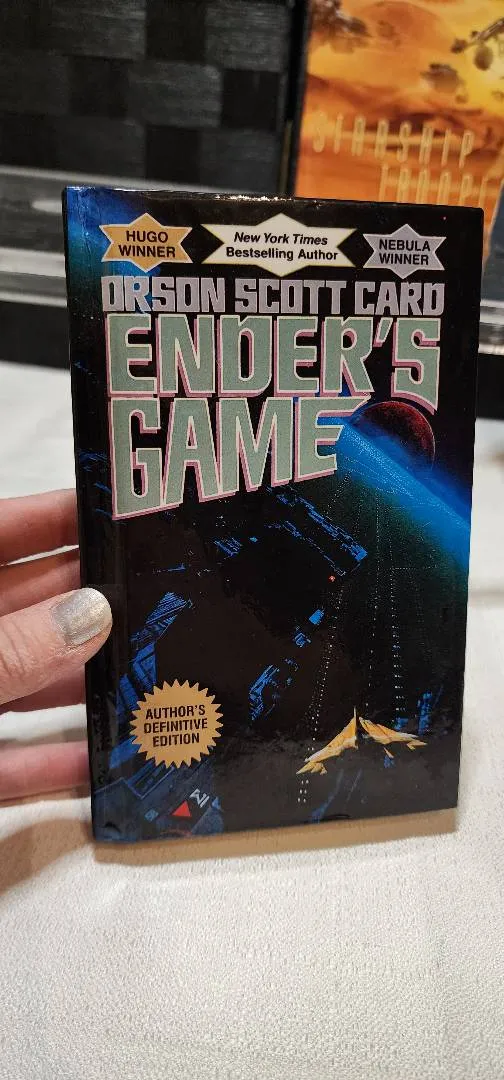 STARSHIP
HUGO
WINNER
New York Times
Bestselling Author
NEBULA
WINNER
ORSON SCOTT CARD
ENDER'S
GAME
AUTHOR'S
DEFINITIVE
EDITION